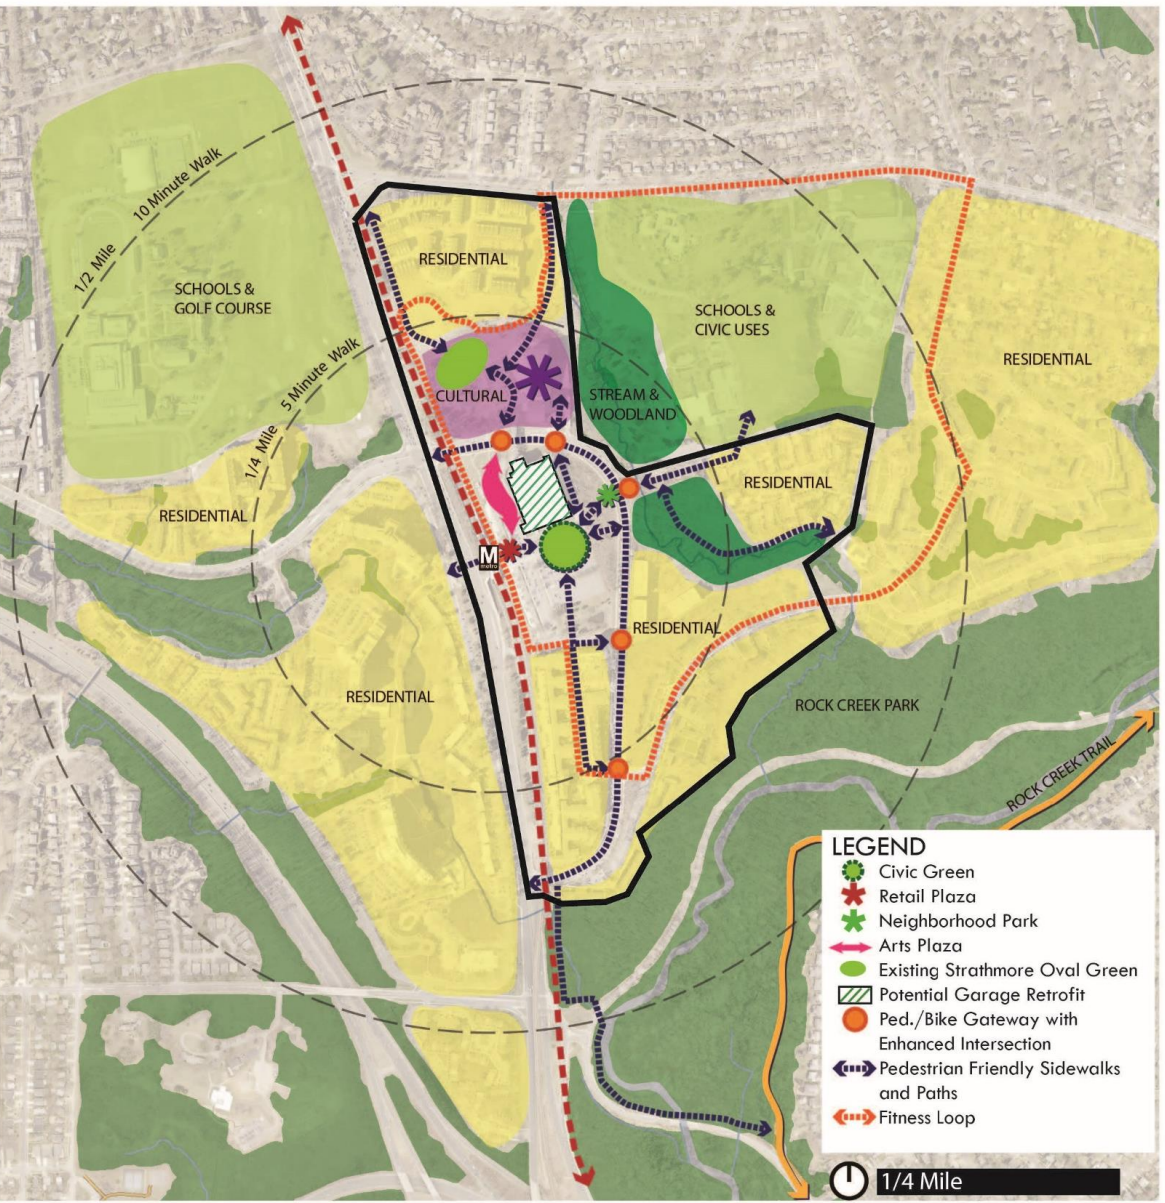 10 Minute Walk
1/2 Mile
5 Minute Walk
1/4 Mile
SCHOOLS &
GOLF COURSE
RESIDENTIAL
SCHOOLS &
CIVIC USES
RESIDENTIAL
CULTURAL
STREAM &
WOODLAND
RESIDENTIAL
RESIDENTIAL
M
metro
RESIDENTIAL
RESIDENTIAL
ROCK CREEK PARK
ROCK CREEK TRAIL
LEGEND
Civic Green
Retail Plaza
Neighborhood Park
Arts Plaza
Existing Strathmore Oval Green
Potential Garage Retrofit
Ped./Bike Gateway with
Enhanced Intersection
Pedestrian Friendly Sidewalks
and Paths
Fitness Loop
1/4 Mile